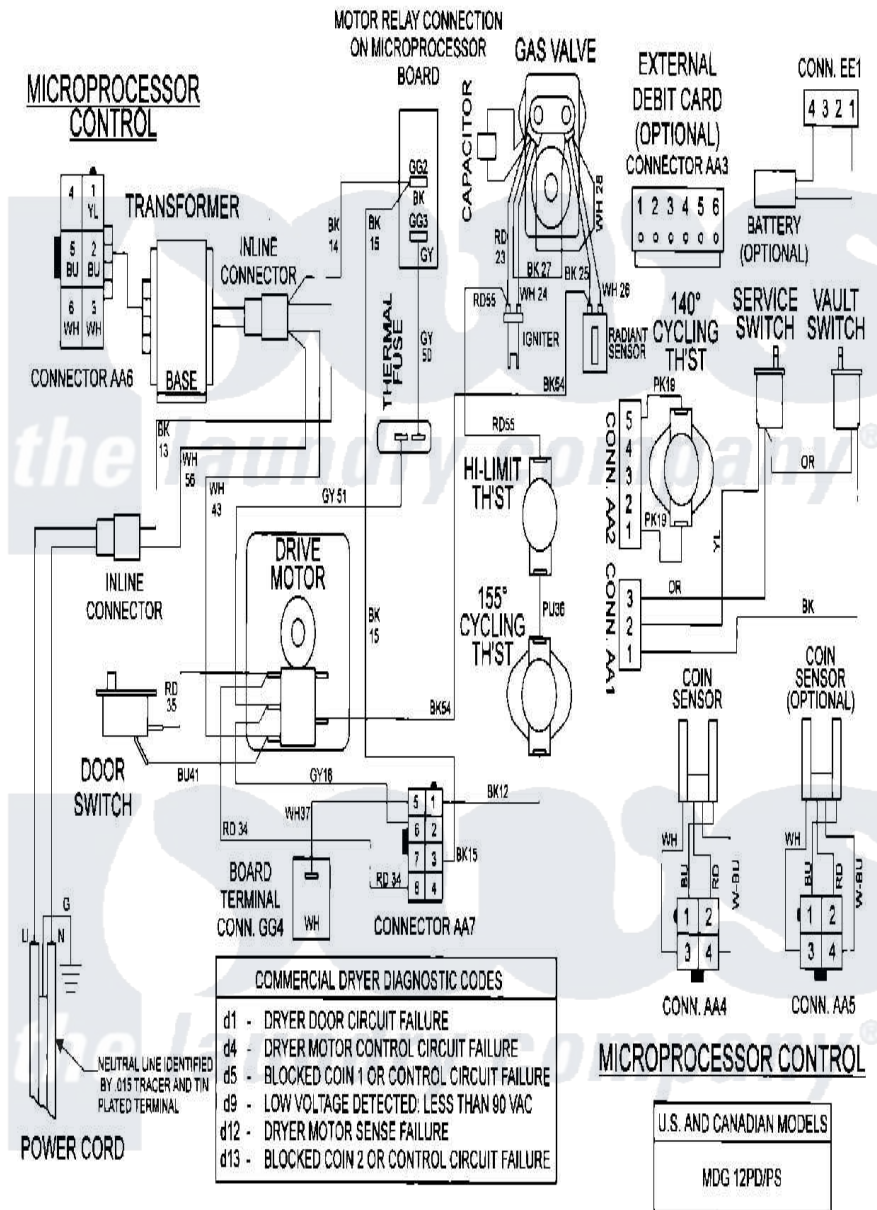 MOTOR RELAY CONNECTION
ON MICROPROCESSOR
BOARD
GAS VALVE
EXTERNAL
DEBIT CARD
(OPTIONAL)
CONNECTOR AA3
1 2 3 4 5 6
CONN. EE1
4 3 2 1
BATTERY
(OPTIONAL)
MICROPROCESSOR
CONTROL
4 1
YL
5 2
BU BU
6 3
WH WH
CONNECTOR AA6
TRANSFORMER
BASE
INLINE
CONNECTOR
BK
14
BK
15
GG2
BK
GG3
GY
CAPACITOR
RD
23
BK 27
BK 25
WH 28
WH 24
WH 26
RD55
IGNITER
RADIANT
SENSOR
THERMAL
FUSE
GY
50
BK54
140°
CYCLING
TH'ST
SERVICE
SWITCH
VAULT
SWITCH
PK19
CONN. AA2
5
4
3
2
1
PK19
OR
YL
RD55
HI-LIMIT
TH'ST
BK
13
WH
56
WH
43
GY 51
INLINE
CONNECTOR
DRIVE
MOTOR
BK
15
155°
CYCLING
TH'ST
PU36
CONN. AA1
3
2
1
OR
BK
RD
35
BK54
DOOR
SWITCH
BU41
GY16
WH37
RD 34
RD 34
5 1
6 2
7 3
8 4
BK12
BK15
CONNECTOR AA7
BOARD
TERMINAL
CONN. GG4
WH
COIN
SENSOR
WH
BU
RD
W-BU
1 2
3 4
CONN. AA4
COIN
SENSOR
(OPTIONAL)
WH
BU
RD
W-BU
1 2
3 4
CONN. AA5
MICROPROCESSOR CONTROL
G
N
NEUTRAL LINE IDENTIFIED
BY .015 TRACER AND TIN
PLATED TERMINAL
POWER CORD
COMMERCIAL DRYER DIAGNOSTIC CODES
d1 - DRYER DOOR CIRCUIT FAILURE
d4 - DRYER MOTOR CONTROL CIRCUIT FAILURE
d5 - BLOCKED COIN 1 OR CONTROL CIRCUIT FAILURE
d9 - LOW VOLTAGE DETECTED: LESS THAN 90 VAC
d12 - DRYER MOTOR SENSE FAILURE
d13 - BLOCKED COIN 2 OR CONTROL CIRCUIT FAILURE
U.S. AND CANADIAN MODELS
MDG 12PD/PS
the laundry company®
the laundry company®